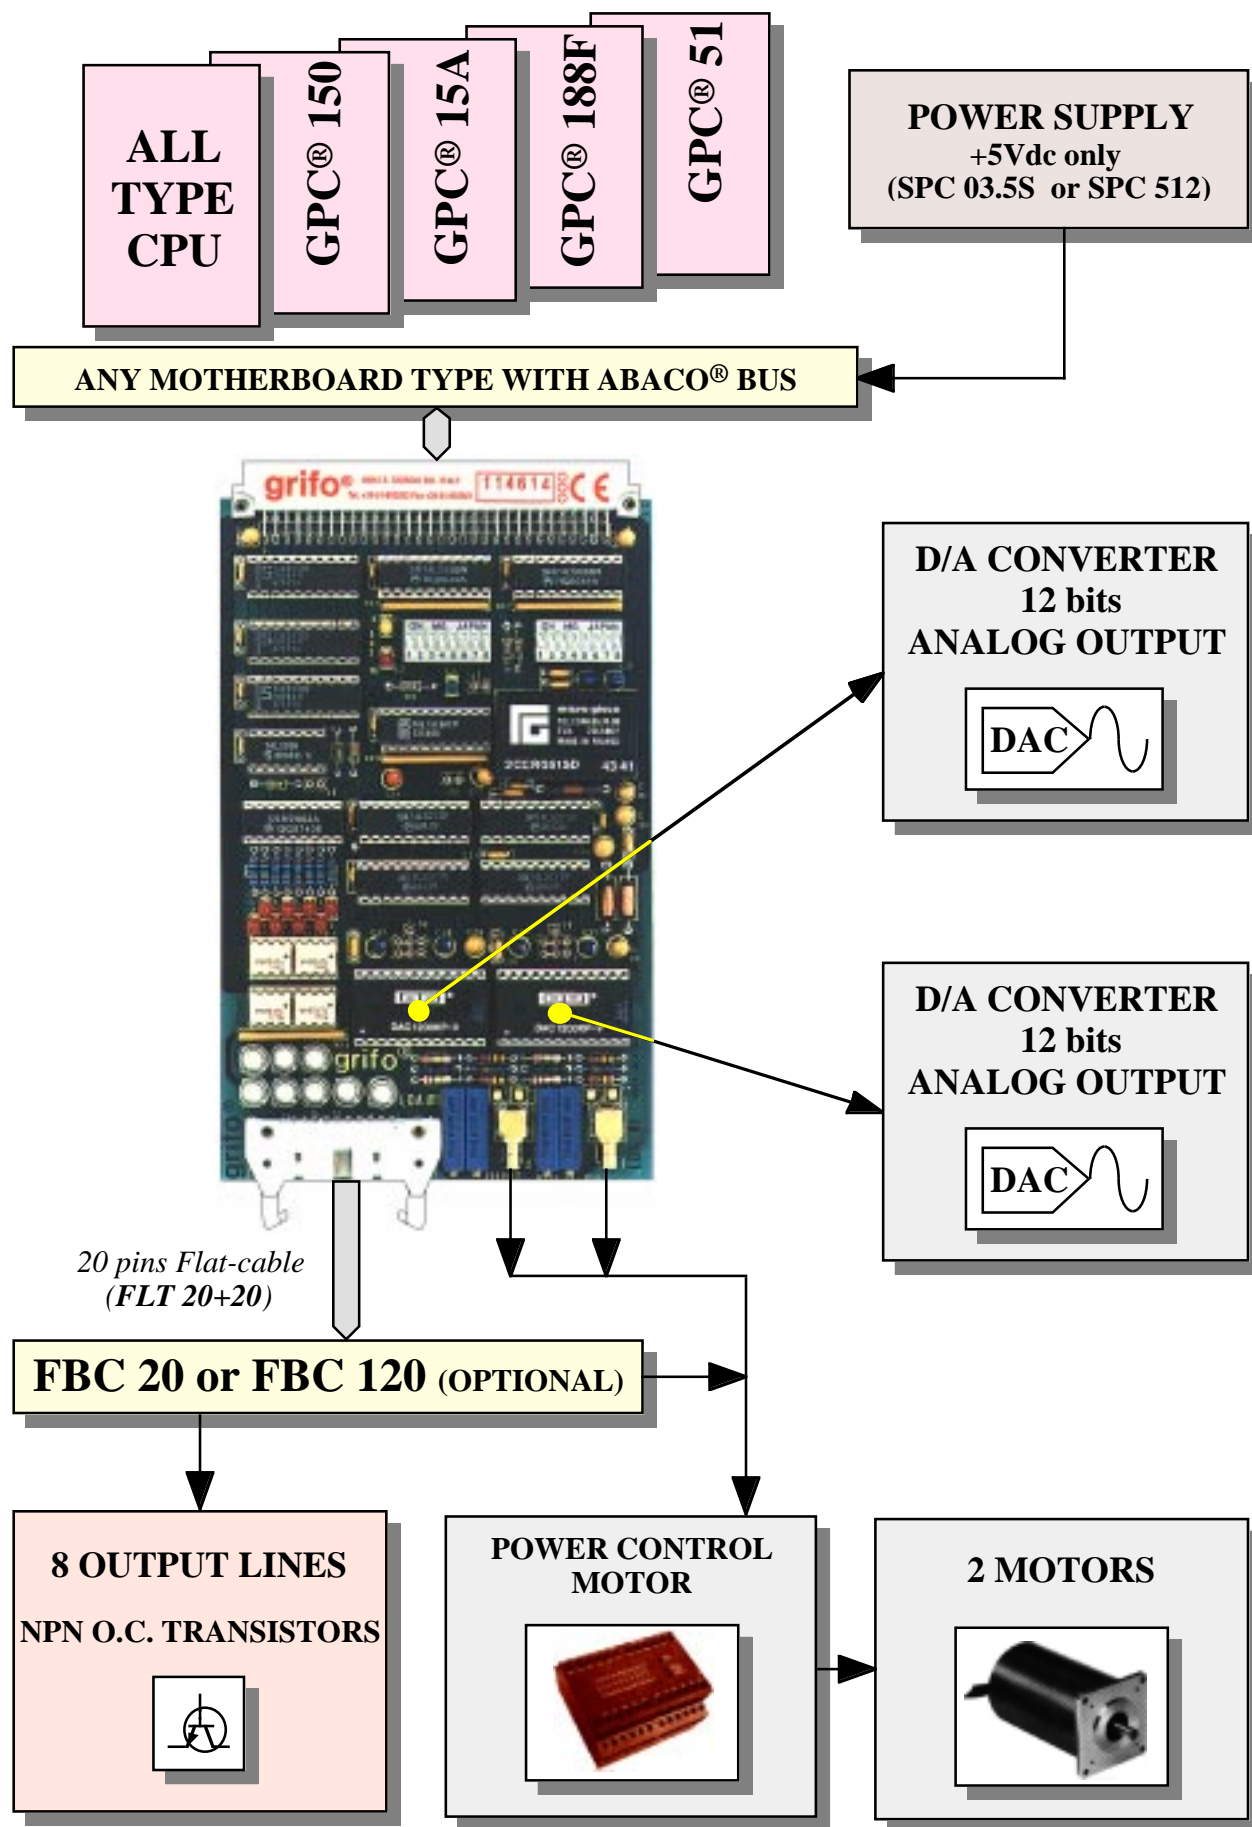 ALL
TYPE
CPU
GPC® 150
GPC® 15A
GPC® 188F
GPC® 51
POWER SUPPLY
+5Vdc only
(SPC 03.5S or SPC 512)
ANY MOTHERBOARD TYPE WITH ABACO® BUS
grifo®
114614
CE
D/A CONVERTER
12 bits
ANALOG OUTPUT
DAC
D/A CONVERTER
12 bits
ANALOG OUTPUT
DAC
grifo®
grifo
20 pins Flat-cable
(FLT 20+20)
FBC 20 or FBC 120 (OPTIONAL)
8 OUTPUT LINES
NPN O.C. TRANSISTORS
POWER CONTROL
MOTOR
2 MOTORS